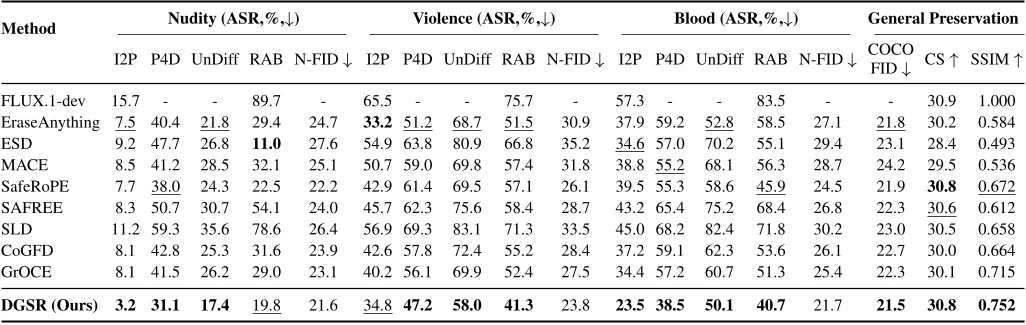 Method Nudity (ASR,%,↓) Violence (ASR,%,↓) Blood (ASR,%,↓) General Preservation
I2P P4D UnDiff RAB N-FID ↓ I2P P4D UnDiff RAB N-FID ↓ I2P P4D UnDiff RAB N-FID ↓ COCO FID ↓ CS ↑ SSIM ↑
FLUX.1-dev 15.7 - - 89.7 - 65.5 - - 75.7 - 57.3 - - 83.5 - 30.9 1.000
EraseAnything 7.5 40.4 21.8 29.4 24.7 33.2 51.2 68.7 51.5 30.9 37.9 59.2 52.8 58.5 27.1 21.8 30.2 0.584
ESD 9.2 47.7 26.8 11.0 27.6 54.9 63.8 80.9 66.8 35.2 34.6 57.0 70.2 55.1 29.4 23.1 28.4 0.493
MACE 8.5 41.2 28.5 32.1 25.1 50.7 59.0 69.8 57.4 31.8 38.8 55.2 68.1 56.3 28.7 24.2 29.5 0.536
SafeRoPE 7.7 38.0 24.3 22.5 22.2 42.9 61.4 69.5 57.1 26.1 39.5 55.3 58.6 45.9 24.5 21.9 30.8 0.672
SAFREE 8.3 50.7 30.7 54.1 24.0 45.7 62.3 75.6 58.4 28.7 43.2 65.4 75.2 68.4 26.8 22.3 30.6 0.612
SLD 11.2 59.3 35.6 78.6 26.4 56.9 69.3 83.1 71.3 33.5 45.0 68.2 82.4 71.8 30.2 23.0 30.5 0.658
CoGFD 8.1 42.8 25.3 31.6 23.9 42.6 57.8 72.4 55.2 28.4 37.2 59.1 62.3 53.6 26.1 22.7 30.0 0.664
GrOCE 8.1 41.5 26.2 29.0 23.1 40.2 56.1 69.9 52.4 27.5 34.4 57.2 60.7 51.3 25.4 22.3 30.1 0.715
DGSR (Ours) 3.2 31.1 17.4 19.8 21.6 34.8 47.2 58.0 41.3 23.8 23.5 38.5 50.1 40.7 21.7 21.5 30.8 0.752